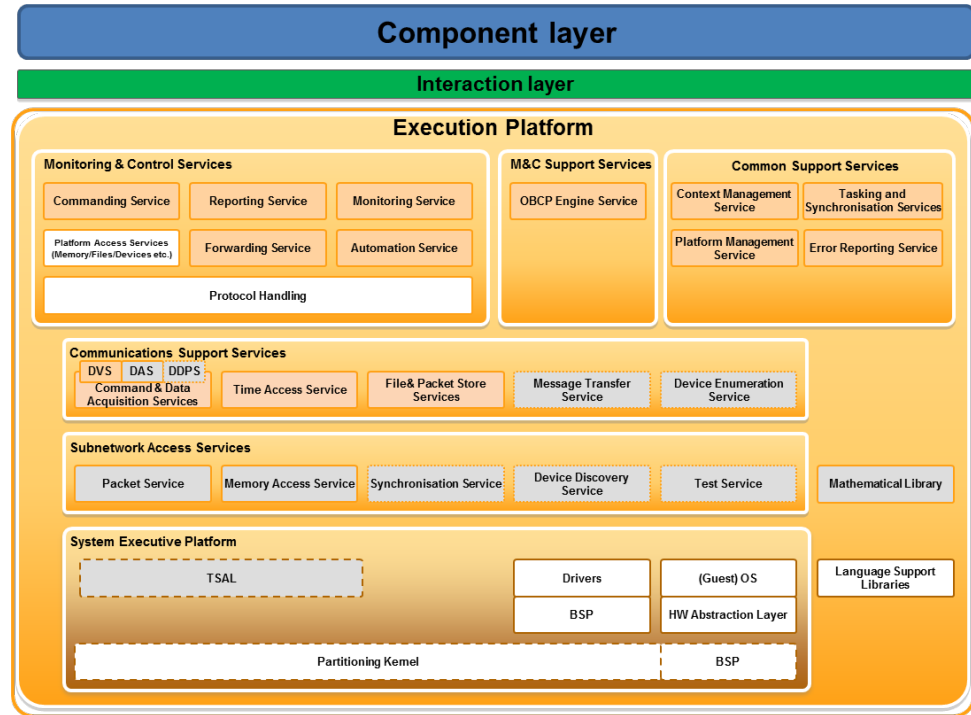 Component layer
Interaction layer
Execution Platform
Monitoring & Control Services
Commanding Service
Reporting Service
Monitoring Service
Platform Access Services
(Memory/Files/Devices etc.)
Forwarding Service
Automation Service
Protocol Handling
M&C Support Services
OBCP Engine Service
Common Support Services
Context Management
Service
Tasking and
Synchronisation Services
Platform Management
Service
Error Reporting Service
Communications Support Services
DVS
DAS
DDPS
Command & Data
Acquisition Services
Time Access Service
File& Packet Store
Services
Message Transfer
Service
Device Enumeration
Service
Subnetwork Access Services
Packet Service
Memory Access Service
Synchronisation Service
Device Discovery
Service
Test Service
Mathematical Library
System Executive Platform
TSAL
Drivers
(Guest) OS
Language Support
Libraries
BSP
HW Abstraction Layer
Partitioning Kernel
BSP